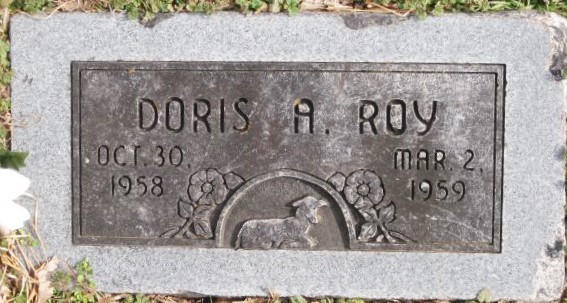 DORIS A. ROY
OCT. 30, MAR. 2,
1958 1959